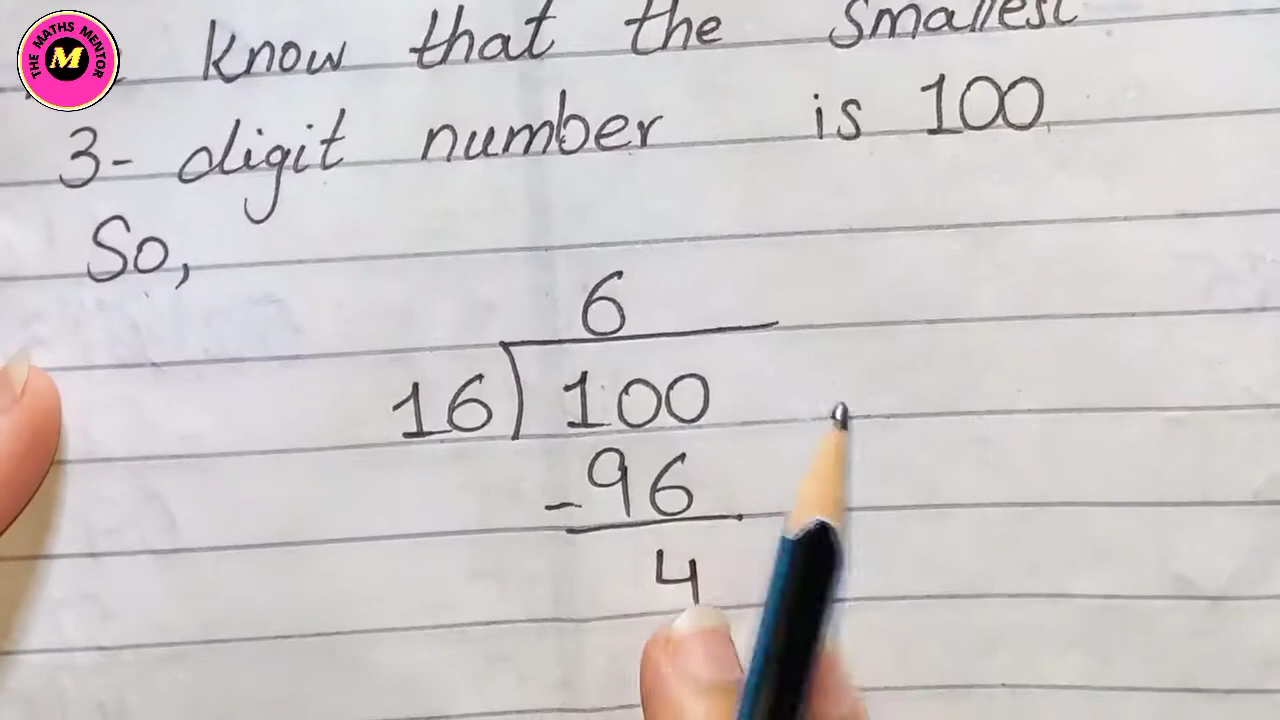 THE MATHS MENTOR
M
know that the smallest
3- digit number is 100
So,
6
16) 100
-96
4